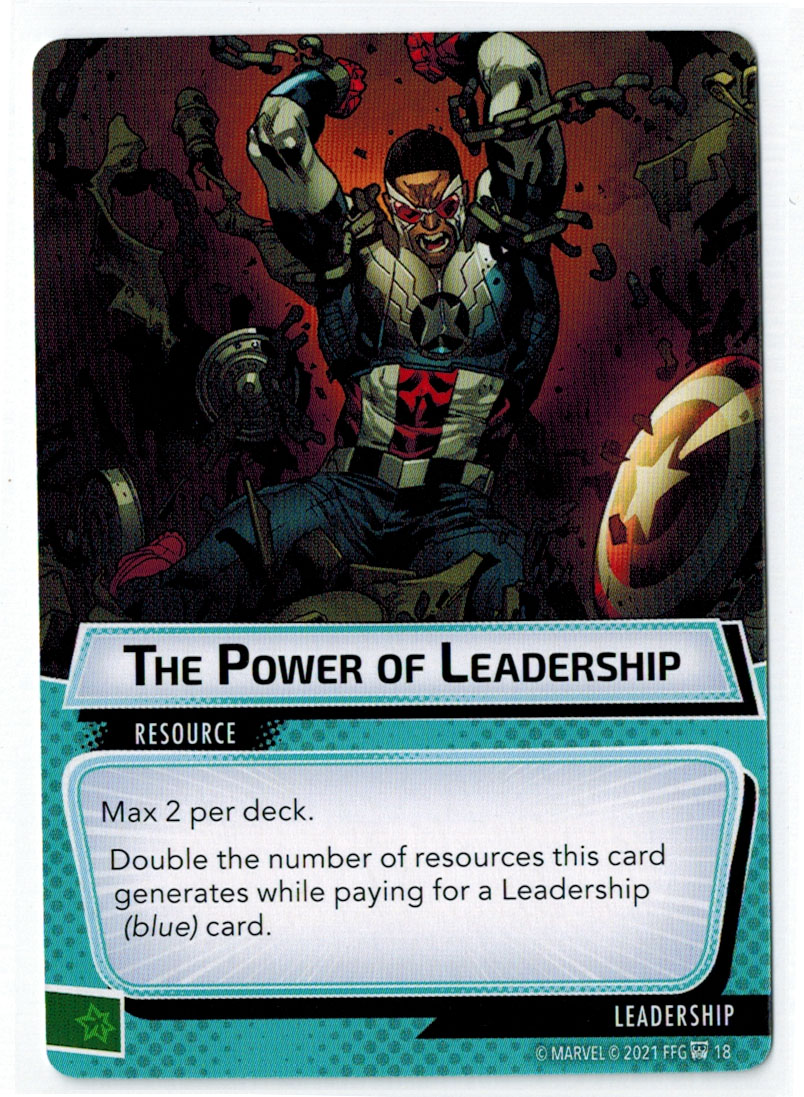 The Power of Leadership
RESOURCE
Max 2 per deck.
Double the number of resources this card
generates while paying for a Leadership
(blue) card.
LEADERSHIP
© MARVEL © 2021 FFG 18